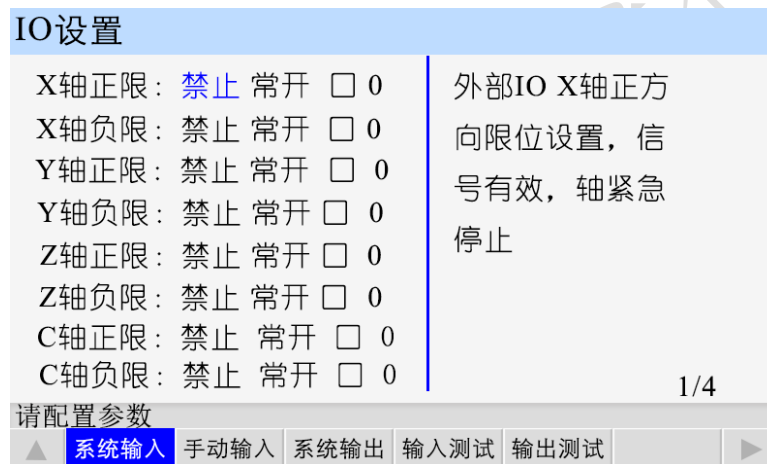 IO设置
X轴正限: 禁止 常开 □ 0
X轴负限: 禁止 常开 □ 0
Y轴正限: 禁止 常开 □ 0
Y轴负限: 禁止 常开 □ 0
Z轴正限: 禁止 常开 □ 0
Z轴负限: 禁止 常开 □ 0
C轴正限: 禁止 常开 □ 0
C轴负限: 禁止 常开 □ 0
外部IO X轴正方
向限位设置，信
号有效，轴紧急
停止
1/4
请配置参数
系统输入 手动输入 系统输出 输入测试 输出测试